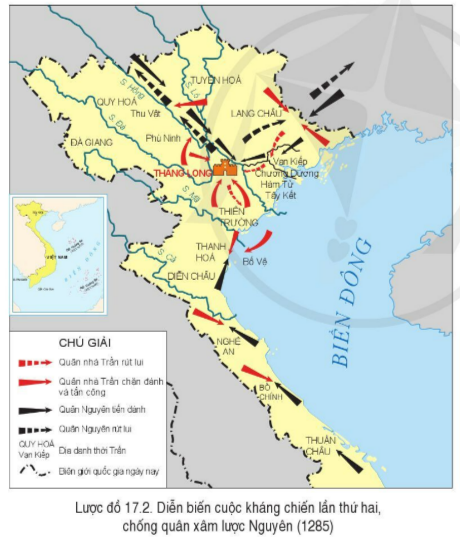 TUYÊN HOÁ
S. Hồng
S. Lô
QUY HOÁ
Thu Vật
LẠNG CHÂU
S. Đà
ĐÀ GIANG
Phù Ninh
THĂNG LONG
Vạn Kiếp
Chương Dương
Hàm Tử
Tây Kết
S. Mã
THIÊN TRƯỜNG
THANH HOÁ
Bố Vệ
S. Cả
DIỄN CHÂU
VIỆT NAM
BIỂN ĐÔNG
NGHỆ AN
BỐ CHÍNH
THUẬN CHÂU
CHÚ GIẢI
Quân nhà Trần rút lui
Quân nhà Trần chặn đánh
và tấn công
Quân Nguyên tiến đánh
Quân Nguyên rút lui
QUY HOÁ
Vạn Kiếp
Địa danh thời Trần
Biên giới quốc gia ngày nay
Lược đồ 17.2. Diễn biến cuộc kháng chiến lần thứ hai,
chống quân xâm lược Nguyên (1285)